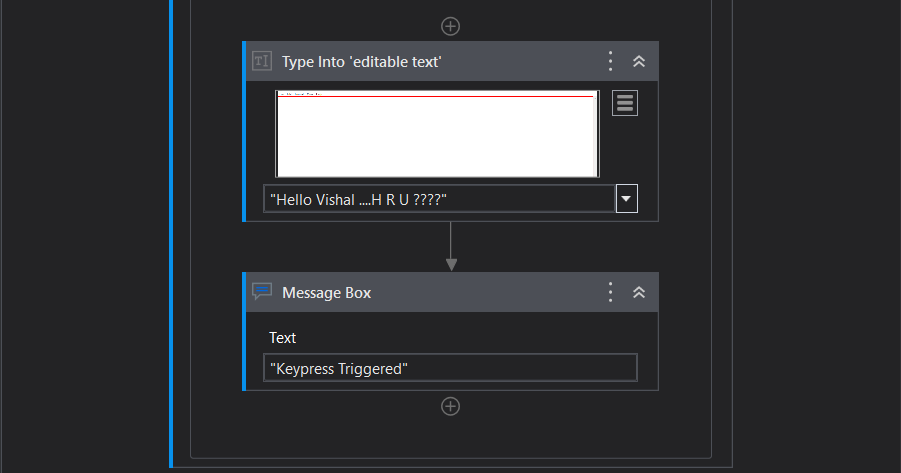 Type Into 'editable text'
"Hello Vishal ....H R U ????"
Message Box
Text
"Keypress Triggered"